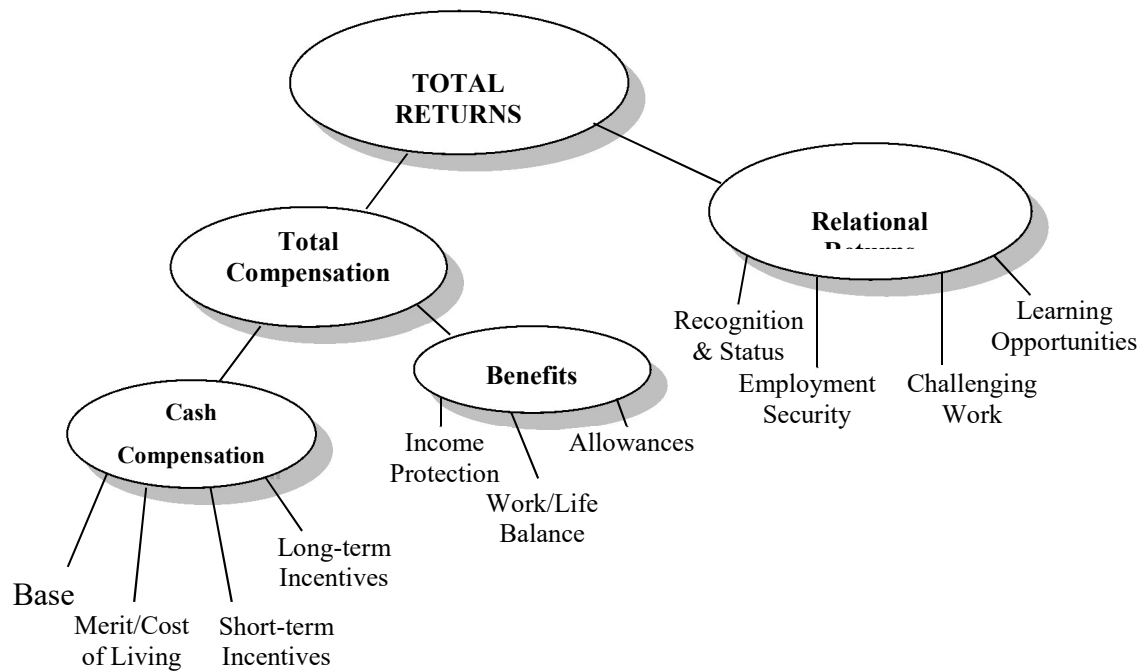 TOTAL
RETURNS
Relational
Returns
Total
Compensation
Benefits
Cash
Compensation
Recognition
& Status
Employment
Security
Challenging
Work
Learning
Opportunities
Income
Protection
Work/Life
Balance
Allowances
Base
Merit/Cost
of Living
Short-term
Incentives
Long-term
Incentives